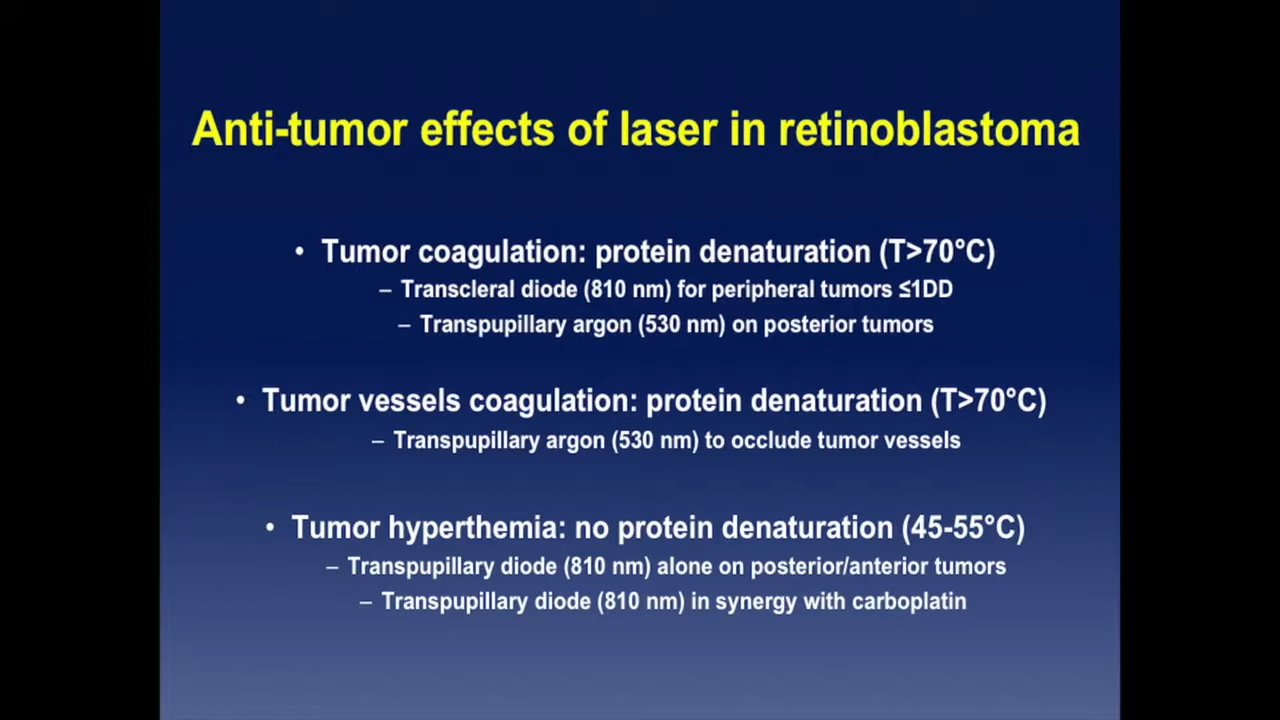 Anti-tumor effects of laser in retinoblastoma
• Tumor coagulation: protein denaturation (T>70°C)
– Transcleral diode (810 nm) for peripheral tumors ≤1DD
– Transpupillary argon (530 nm) on posterior tumors
• Tumor vessels coagulation: protein denaturation (T>70°C)
– Transpupillary argon (530 nm) to occlude tumor vessels
• Tumor hyperthemia: no protein denaturation (45-55°C)
– Transpupillary diode (810 nm) alone on posterior/anterior tumors
– Transpupillary diode (810 nm) in synergy with carboplatin